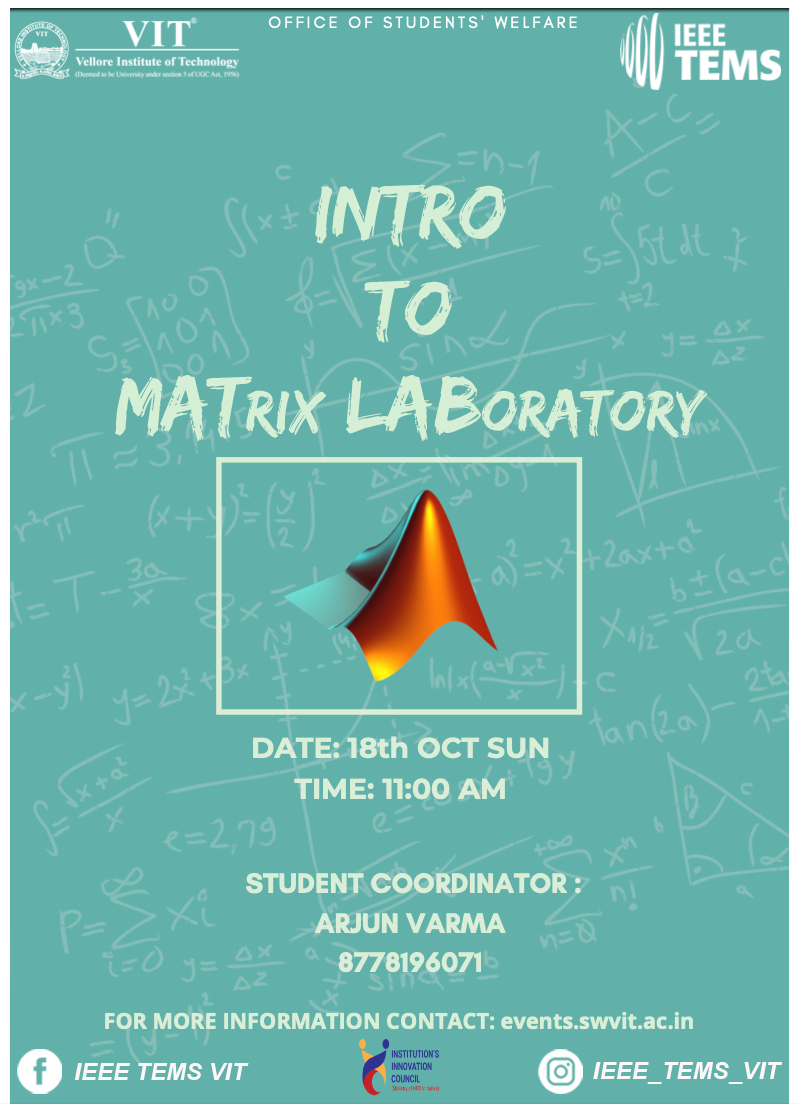 OFFICE OF STUDENTS' WELFARE
VIT
VIT®
Vellore Institute of Technology
(Deemed to be University under section 3 of UGC Act, 1956)
IEEE
TEMS
INTRO
TO
MATRIX LABORATORY
DATE: 18th OCT SUN
TIME: 11:00 AM
STUDENT COORDINATOR :
ARJUN VARMA
8778196071
FOR MORE INFORMATION CONTACT: events.swvit.ac.in
IEEE TEMS VIT
INSTITUTION'S
INNOVATION
COUNCIL
IEEE_TEMS_VIT